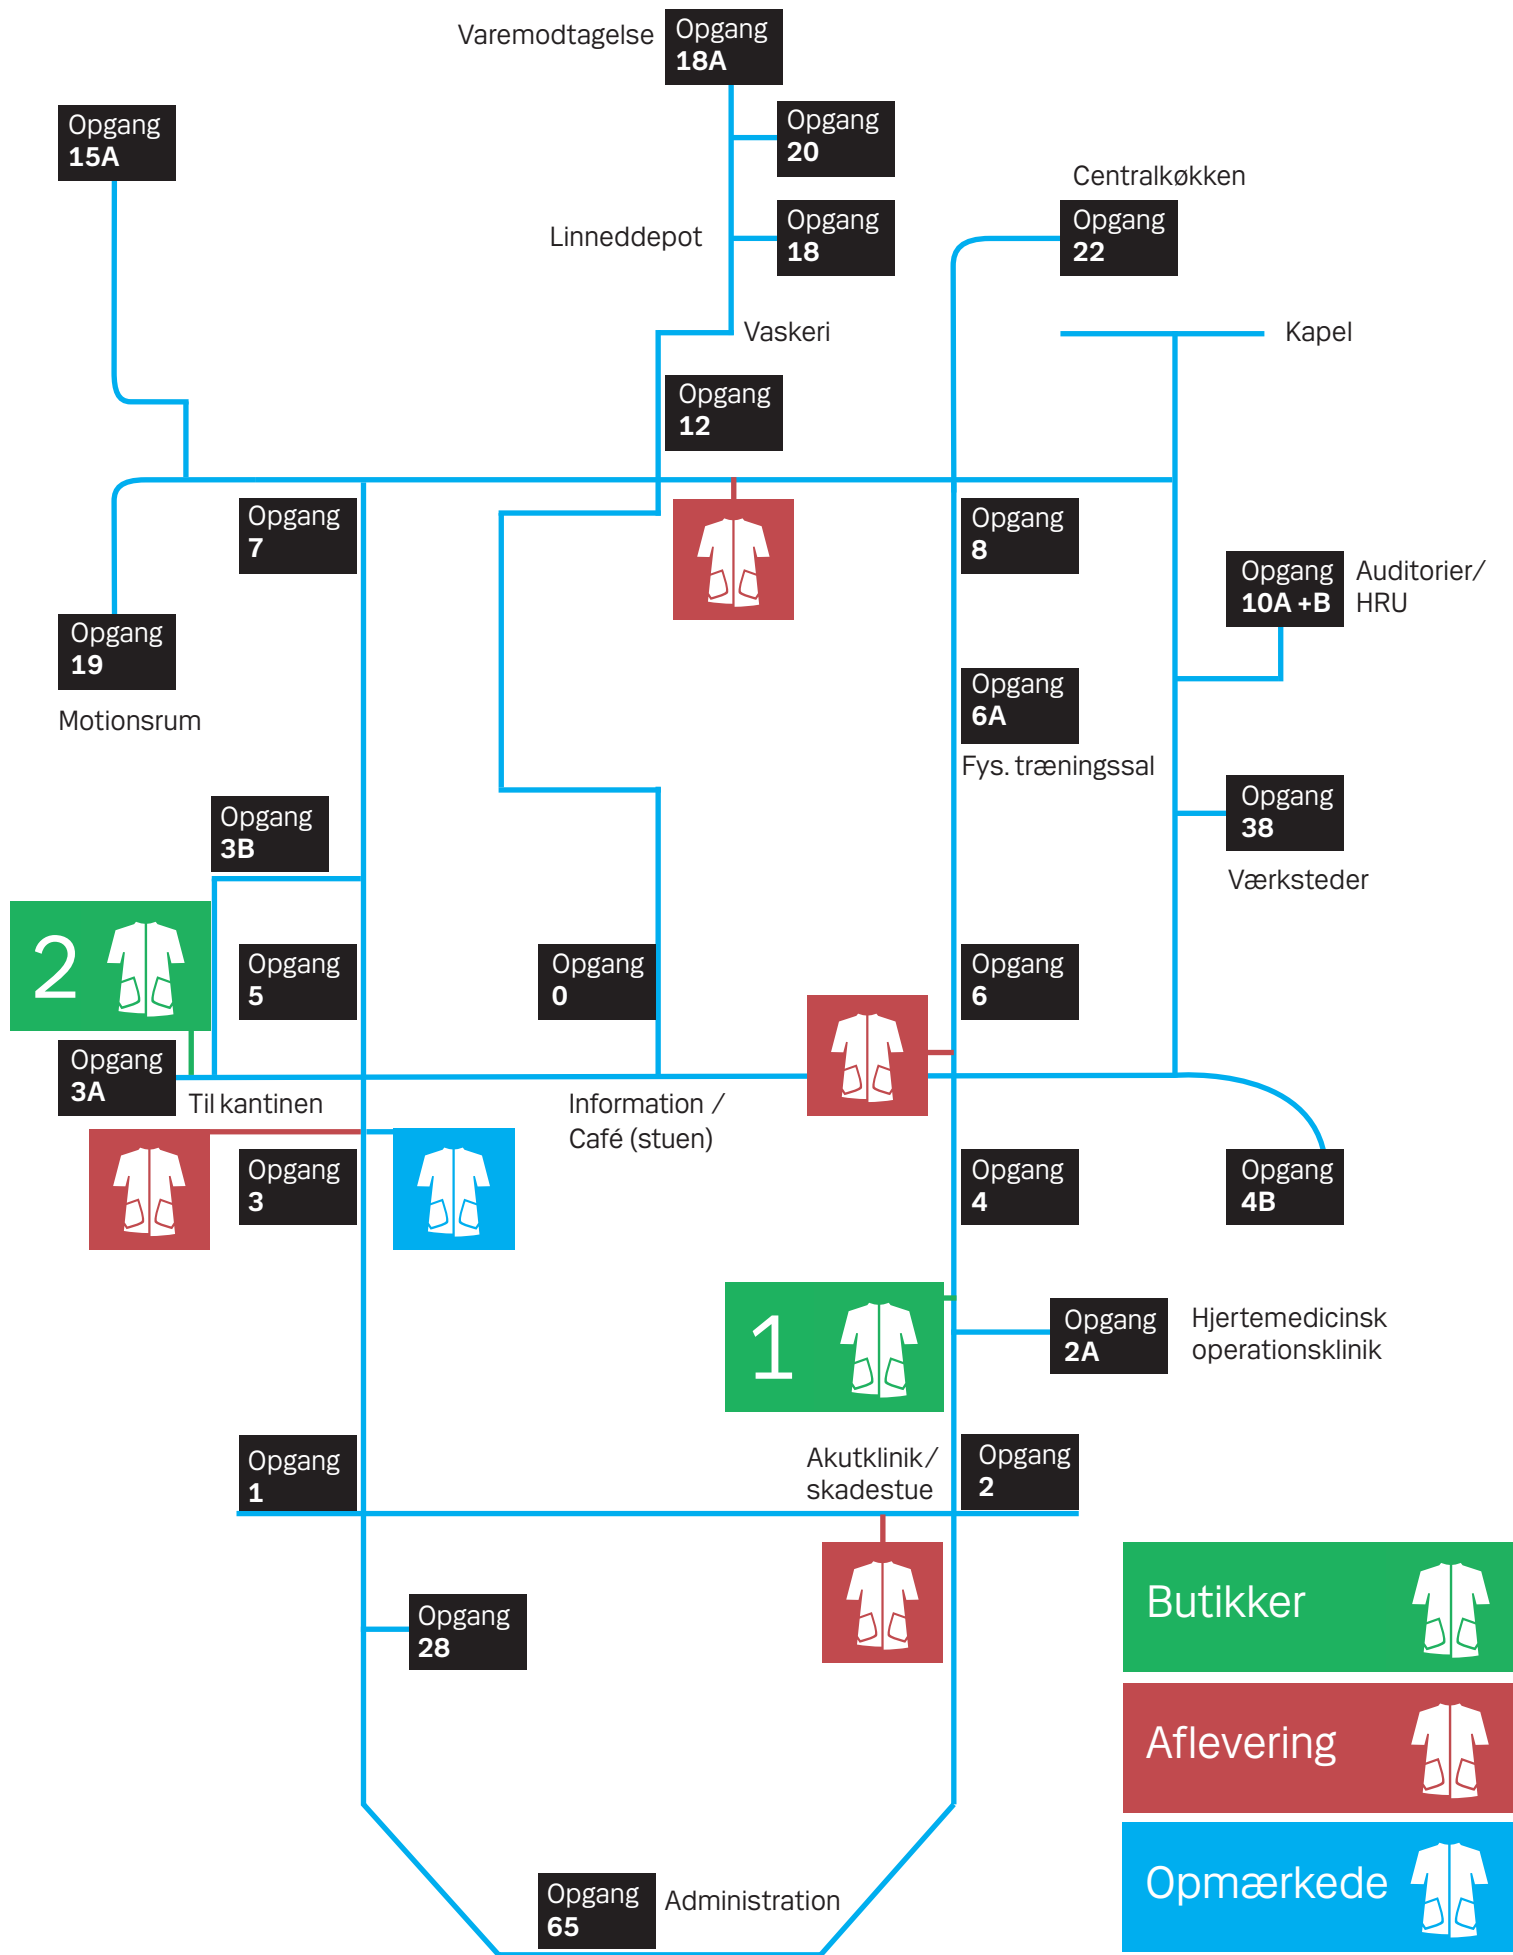 Varemodtagelse
Opgang
18A
Opgang
15A
Opgang
20
Centralkøkken
Linneddepot
Opgang
18
Opgang
22
Vaskeri
Kapel
Opgang
12
Opgang
7
Opgang
8
Opgang
10A +B
Auditorier/
HRU
Opgang
19
Motionsrum
Opgang
6A
Fys. træningssal
Opgang
3B
Opgang
38
Værksteder
2
Opgang
5
Opgang
0
Opgang
6
Opgang
3A
Til kantinen
Information /
Café (stuen)
Opgang
3
Opgang
4
Opgang
4B
1
Opgang
2A
Hjertemedicinsk
operationsklinik
Opgang
1
Akutklinik/
skadestue
Opgang
2
Opgang
28
Butikker
Aflevering
Opgang
65
Administration
Opmærkede